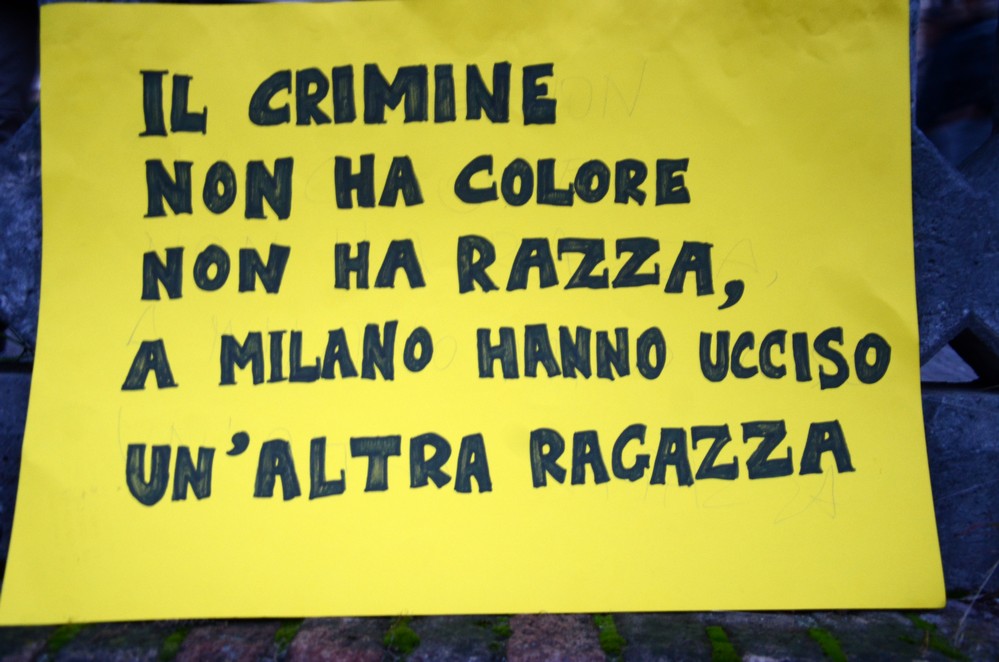 IL CRIMINE
NON HA COLORE
NON HA RAZZA,
A MILANO HANNO UCCISO
UN'ALTRA RAGAZZA